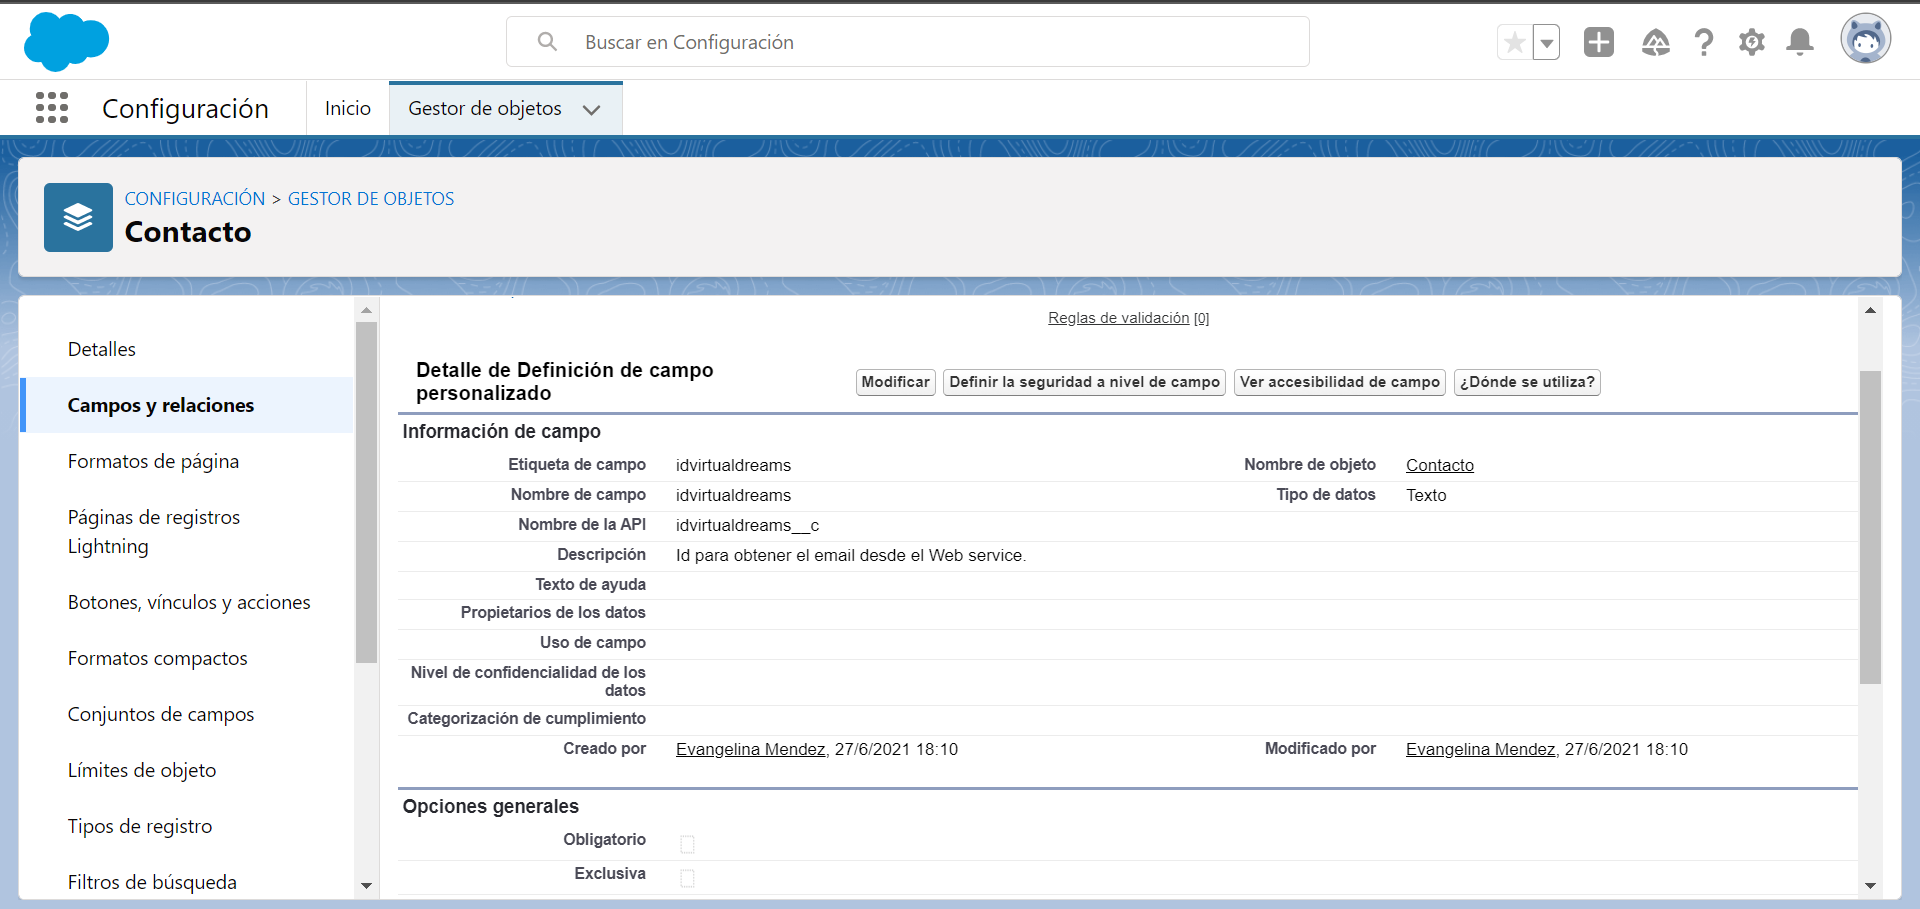 Buscar en Configuración
Configuración
Inicio
Gestor de objetos
CONFIGURACIÓN > GESTOR DE OBJETOS
Contacto
Detalles
Campos y relaciones
Formatos de página
Páginas de registros
Lightning
Botones, vínculos y acciones
Formatos compactos
Conjuntos de campos
Límites de objeto
Tipos de registro
Filtros de búsqueda
Reglas de validación [0]
Detalle de Definición de campo
personalizado
Modificar
Definir la seguridad a nivel de campo
Ver accesibilidad de campo
¿Dónde se utiliza?
Información de campo
Etiqueta de campo idvirtualdreams Nombre de objeto Contacto
Nombre de campo idvirtualdreams Tipo de datos Texto
Nombre de la API idvirtualdreams__c
Descripción Id para obtener el email desde el Web service.
Texto de ayuda
Propietarios de los datos
Uso de campo
Nivel de confidencialidad de los
datos
Categorización de cumplimiento
Creado por Evangelina Mendez, 27/6/2021 18:10 Modificado por Evangelina Mendez, 27/6/2021 18:10
Opciones generales
Obligatorio
Exclusiva